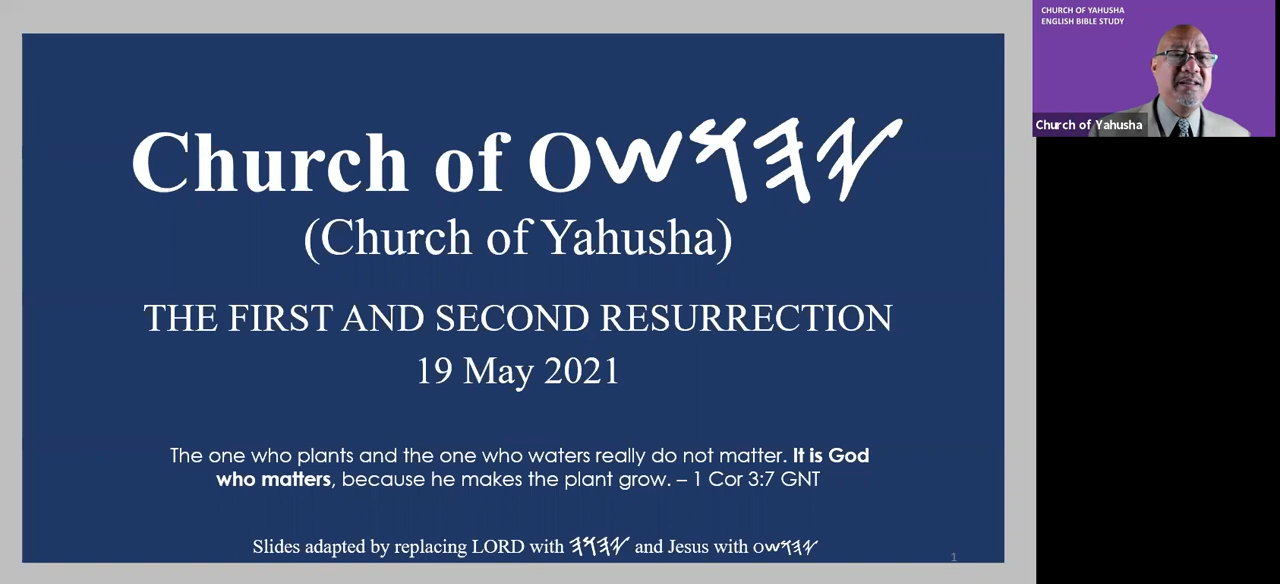 Church of 𐤉𐤄𐤅𐤔𐤏
(Church of Yahusha)
THE FIRST AND SECOND RESURRECTION
19 May 2021
The one who plants and the one who waters really do not matter. It is God
who matters, because he makes the plant grow. – 1 Cor 3:7 GNT
Slides adapted by replacing LORD with 𐤉𐤄𐤅𐤄 and Jesus with 𐤉𐤄𐤅𐤔𐤏
1
CHURCH OF YAHUSHA
ENGLISH BIBLE STUDY
Church of Yahusha